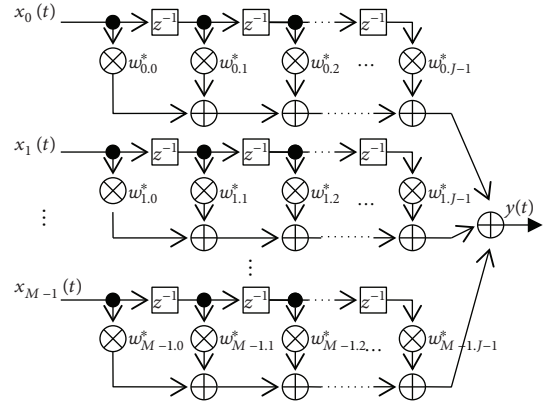 x₀ (t) z⁻¹ z⁻¹ ...... z⁻¹
w*₀.₀ w*₀.₁ w*₀.₂ ... w*₀.J₋₁
x₁ (t) z⁻¹ z⁻¹ ...... z⁻¹
w*₁.₀ w*₁.₁ w*₁.₂ ... w*₁.J₋₁
y(t)
⋮
⋮
x_{M−1} (t) z⁻¹ z⁻¹ ...... z⁻¹
w*_{M−1.0} w*_{M−1.1} w*_{M−1.2} ... w*_{M−1.J−1}